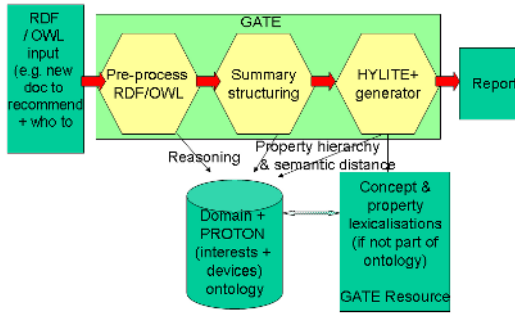 RDF
/ OWL
input
(e.g. new
doc to
recommend
+ who to
GATE
Pre-process
RDF/OWL
Summary
structuring
HYLITE+
generator
Report
Reasoning
Property hierarchy
& semantic distance
Domain +
PROTON
(interests +
devices)
ontology
Concept &
property
lexicalisations
(if not part of
ontology)
GATE Resource